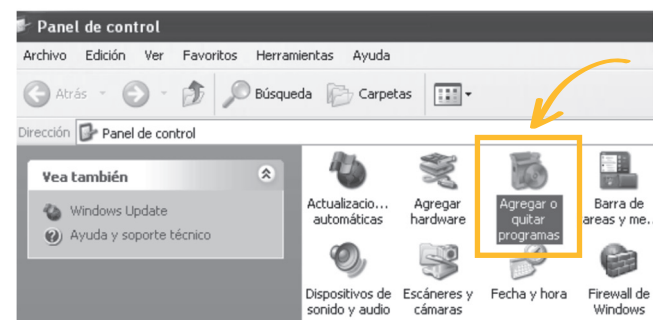 Panel de control
Archivo Edición Ver Favoritos Herramientas Ayuda
Atrás Búsqueda Carpetas
Dirección Panel de control
Vea también
Windows Update
Ayuda y soporte técnico
Actualizacio...
automáticas
Agregar
hardware
Agregar o
quitar
programas
Barra de
areas y me.
Dispositivos de
sonido y audio
Escáneres y
cámaras
Fecha y hora
Firewall de
Windows